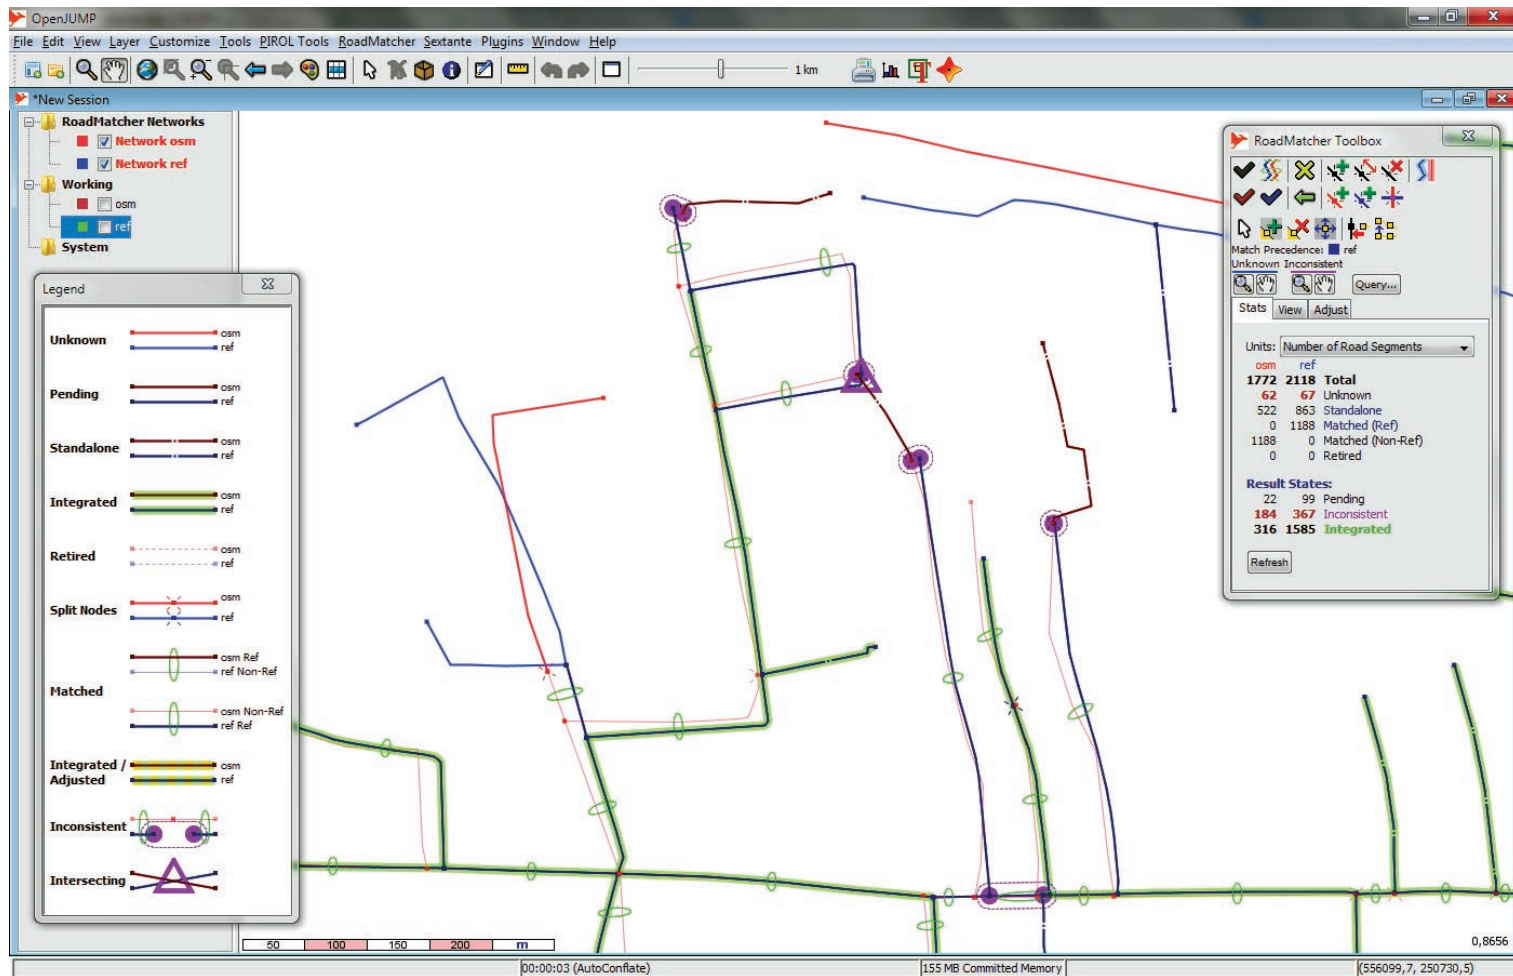 OpenJUMP
File Edit View Layer Customize Tools PIROL Tools RoadMatcher Sextante Plugins Window Help
1 km
*New Session
RoadMatcher Networks
Network osm
Network ref
Working
osm
ref
System
Legend
Unknown osm
ref
Pending osm
ref
Standalone osm
ref
Integrated osm
ref
Retired osm
ref
Split Nodes osm
ref
Matched osm Ref
ref Non-Ref
osm Non-Ref
ref Ref
Integrated / Adjusted osm
ref
Inconsistent
Intersecting
RoadMatcher Toolbox
Match Precedence: ref
Unknown Inconsistent
Query...
Stats View Adjust
Units: Number of Road Segments
osm ref
1772 2118 Total
62 67 Unknown
522 863 Standalone
0 1188 Matched (Ref)
1188 0 Matched (Non-Ref)
0 0 Retired
Result States:
22 99 Pending
184 367 Inconsistent
316 1585 Integrated
Refresh
50 100 150 200 m
0,8656
00:00:03 (AutoConflate) 155 MB Committed Memory (556099,7, 250730,5)